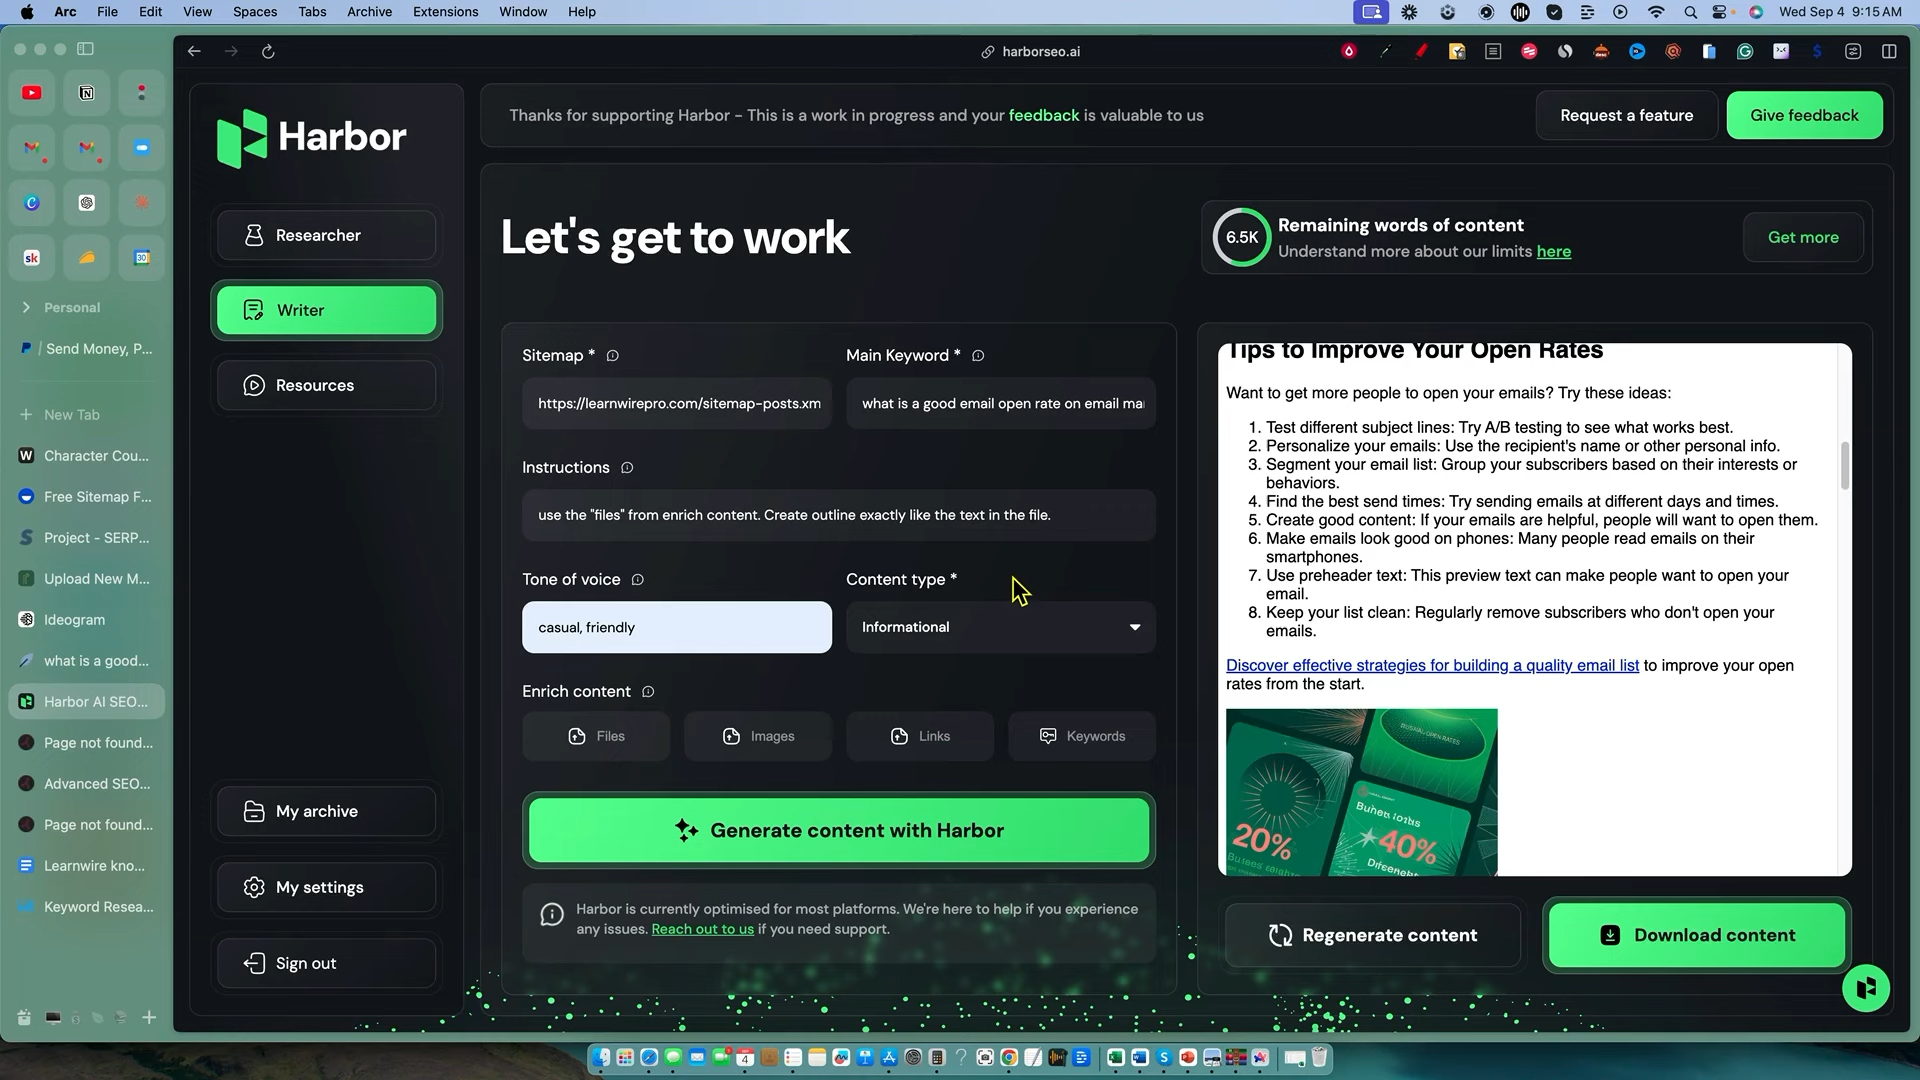 Arc File Edit View Spaces Tabs Archive Extensions Window Help
Wed Sep 4 9:15 AM
harborseo.ai
sk
30
Personal
/ Send Money, P...
New Tab
Character Cou...
Free Sitemap F...
Project - SERP...
Upload New M...
Ideogram
what is a good...
Harbor AI SEO...
Page not found...
Advanced SEO...
Page not found...
Learnwire kno...
Keyword Resea...
Harbor
Researcher
Writer
Resources
My archive
My settings
Sign out
Thanks for supporting Harbor - This is a work in progress and your feedback is valuable to us
Request a feature
Give feedback
Let's get to work
6.5K
Remaining words of content
Understand more about our limits here
Get more
Sitemap *
Main Keyword *
https://learnwirepro.com/sitemap-posts.xm
what is a good email open rate on email mai
Instructions
use the "files" from enrich content. Create outline exactly like the text in the file.
Tone of voice
Content type *
casual, friendly
Informational
Enrich content
Files
Images
Links
Keywords
Generate content with Harbor
Harbor is currently optimised for most platforms. We're here to help if you experience
any issues. Reach out to us if you need support.
Tips to Improve Your Open Rates
Want to get more people to open your emails? Try these ideas:
1. Test different subject lines: Try A/B testing to see what works best.
2. Personalize your emails: Use the recipient's name or other personal info.
3. Segment your email list: Group your subscribers based on their interests or
behaviors.
4. Find the best send times: Try sending emails at different days and times.
5. Create good content: If your emails are helpful, people will want to open them.
6. Make emails look good on phones: Many people read emails on their
smartphones.
7. Use preheader text: This preview text can make people want to open your
email.
8. Keep your list clean: Regularly remove subscribers who don't open your
emails.
Discover effective strategies for building a quality email list to improve your open
rates from the start.
20%
40%
Regenerate content
Download content